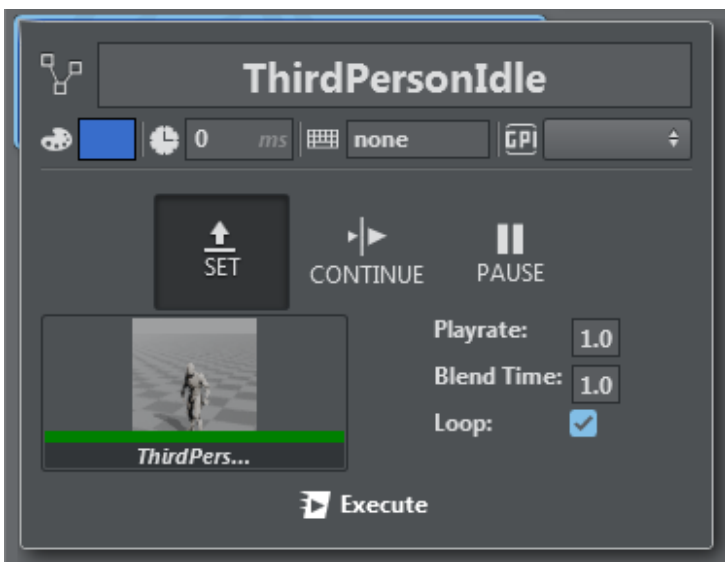 ThirdPersonIdle
0 ms none GPI
SET CONTINUE PAUSE
Playrate: 1.0
Blend Time: 1.0
Loop:
ThirdPers...
Execute